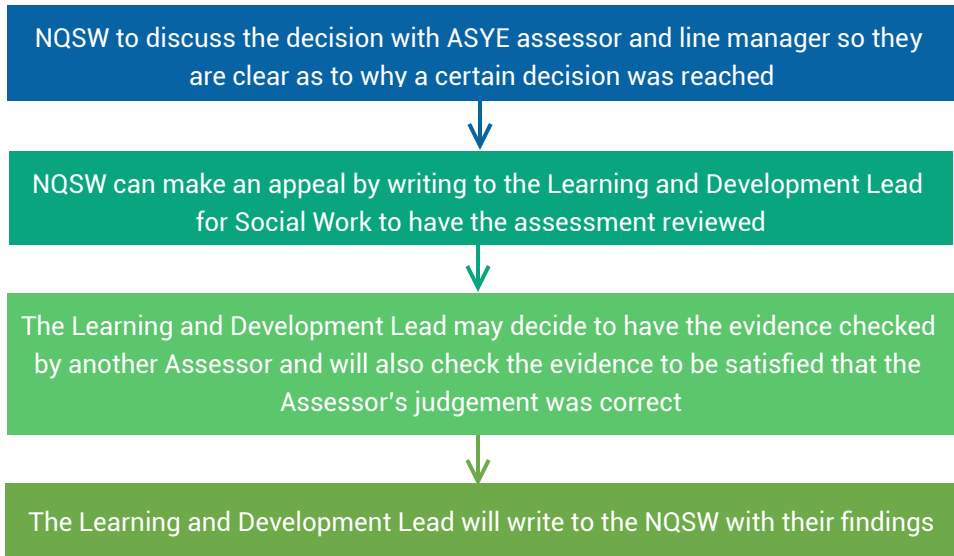 NQSW to discuss the decision with ASYE assessor and line manager so they
are clear as to why a certain decision was reached
NQSW can make an appeal by writing to the Learning and Development Lead
for Social Work to have the assessment reviewed
The Learning and Development Lead may decide to have the evidence checked
by another Assessor and will also check the evidence to be satisfied that the
Assessor's judgement was correct
The Learning and Development Lead will write to the NQSW with their findings